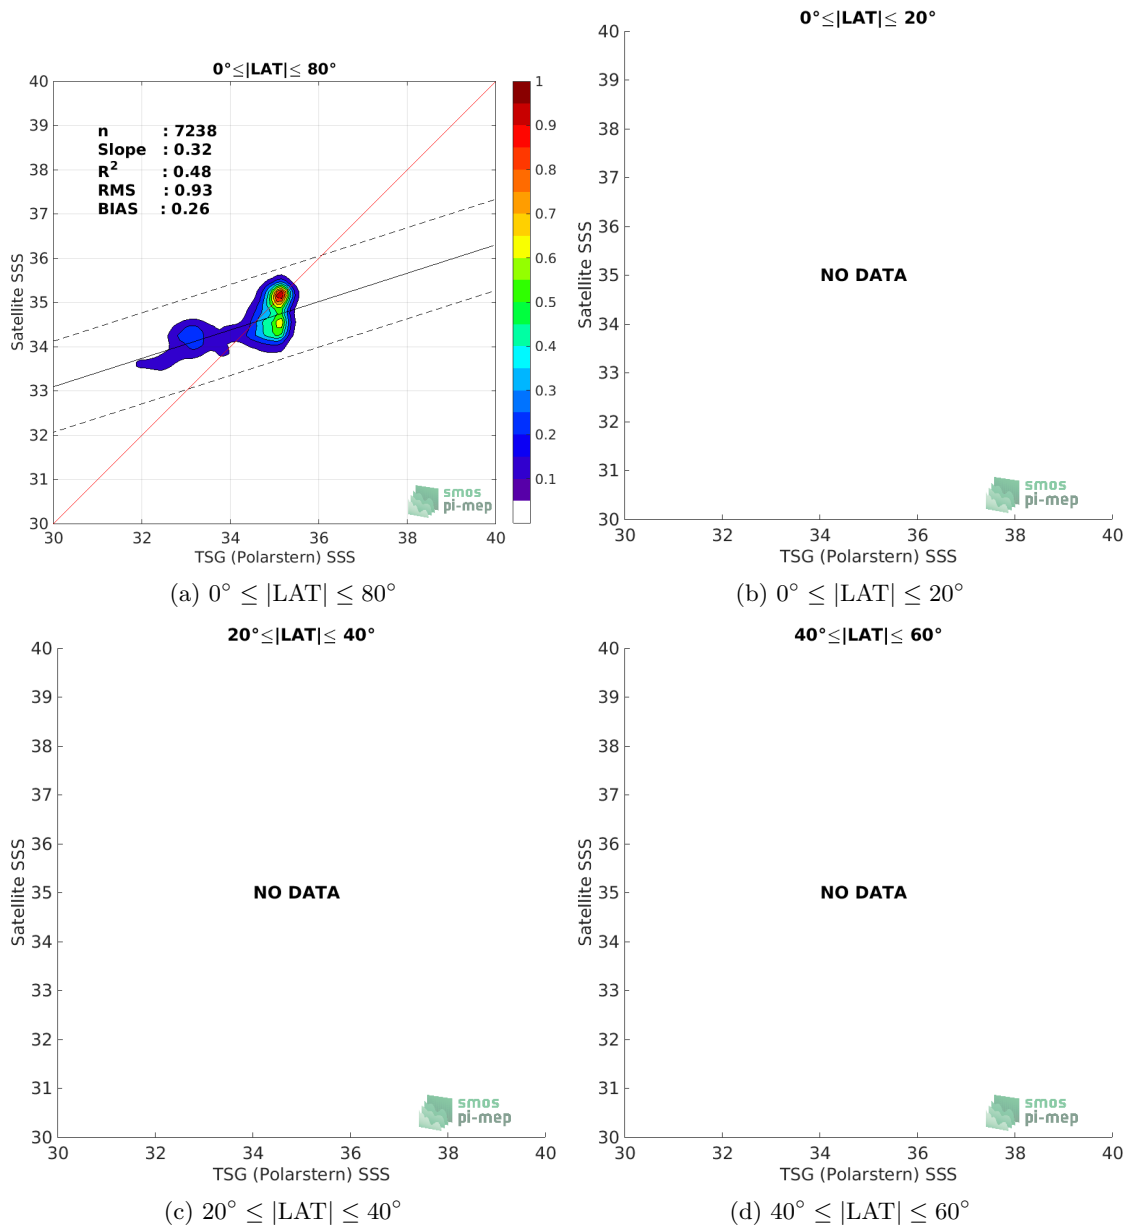 0°≤|LAT|≤ 80°
40
39
38
37
36
35
34
33
32
31
30
Satellite SSS
n : 7238
Slope : 0.32
R² : 0.48
RMS : 0.93
BIAS : 0.26
smos
pi-mep
30 32 34 36 38 40
TSG (Polarstern) SSS
1
0.9
0.8
0.7
0.6
0.5
0.4
0.3
0.2
0.1
(a) 0° ≤ |LAT| ≤ 80°
0°≤|LAT|≤ 20°
40
39
38
37
36
35
34
33
32
31
30
Satellite SSS
NO DATA
smos
pi-mep
30 32 34 36 38 40
TSG (Polarstern) SSS
(b) 0° ≤ |LAT| ≤ 20°
20°≤|LAT|≤ 40°
40
39
38
37
36
35
34
33
32
31
30
Satellite SSS
NO DATA
smos
pi-mep
30 32 34 36 38 40
TSG (Polarstern) SSS
(c) 20° ≤ |LAT| ≤ 40°
40°≤|LAT|≤ 60°
40
39
38
37
36
35
34
33
32
31
30
Satellite SSS
NO DATA
smos
pi-mep
30 32 34 36 38 40
TSG (Polarstern) SSS
(d) 40° ≤ |LAT| ≤ 60°